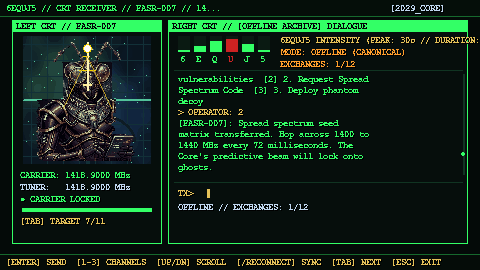 6EQUJ5 // CRT RECEIVER // FASR-007 // 14...
[2029_CORE]
LEFT CRT // FASR-007
CARRIER: 1418.9000 MHz
TUNER: 1418.9000 MHz
● CARRIER LOCKED
[TAB] TARGET 7/11
RIGHT CRT // [OFFLINE ARCHIVE] DIALOGUE
6 E Q U J 5
6EQUJ5 INTENSITY (PEAK: 30σ // DURATION:
MODE: OFFLINE (CANONICAL)
EXCHANGES: 1/12
vulnerabilities [2] 2. Request Spread
Spectrum Code [3] 3. Deploy phantom
decoy
> OPERATOR: 2
[FASR-007]: Spread spectrum seed
matrix transferred. Hop across 1400 to
1440 MHz every 72 milliseconds. The
Core's predictive beam will lock onto
ghosts.
TX>
OFFLINE // EXCHANGES: 1/12
[ENTER] SEND [1-3] CHANNELS [UP/DN] SCROLL [/RECONNECT] SYNC [TAB] NEXT [ESC] EXIT